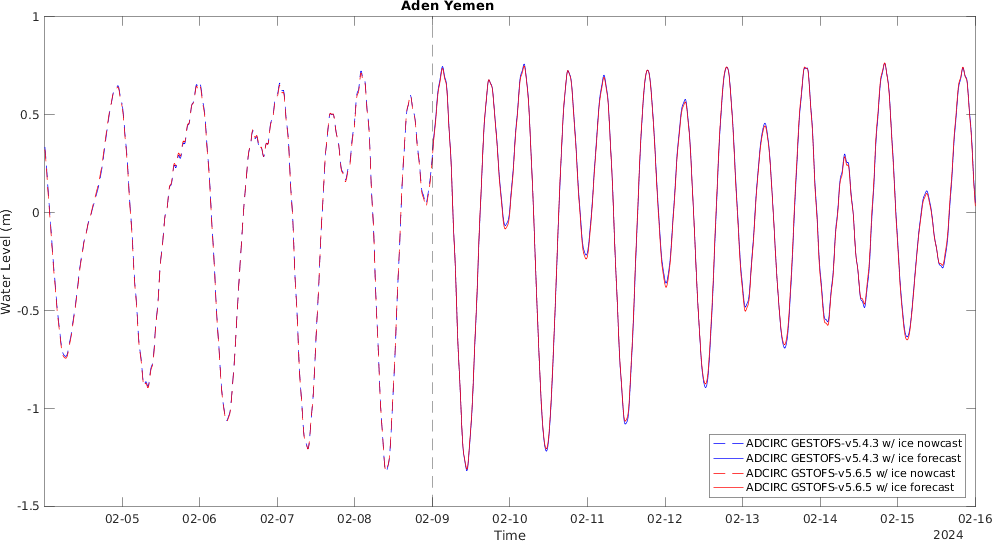 Aden Yemen
1
0.5
0
-0.5
-1
-1.5
Water Level (m)
ADCIRC GESTOFS-v5.4.3 w/ ice nowcast
ADCIRC GESTOFS-v5.4.3 w/ ice forecast
ADCIRC GSTOFS-v5.6.5 w/ ice nowcast
ADCIRC GSTOFS-v5.6.5 w/ ice forecast
02-05 02-06 02-07 02-08 02-09 02-10 02-11 02-12 02-13 02-14 02-15 02-16
Time
2024